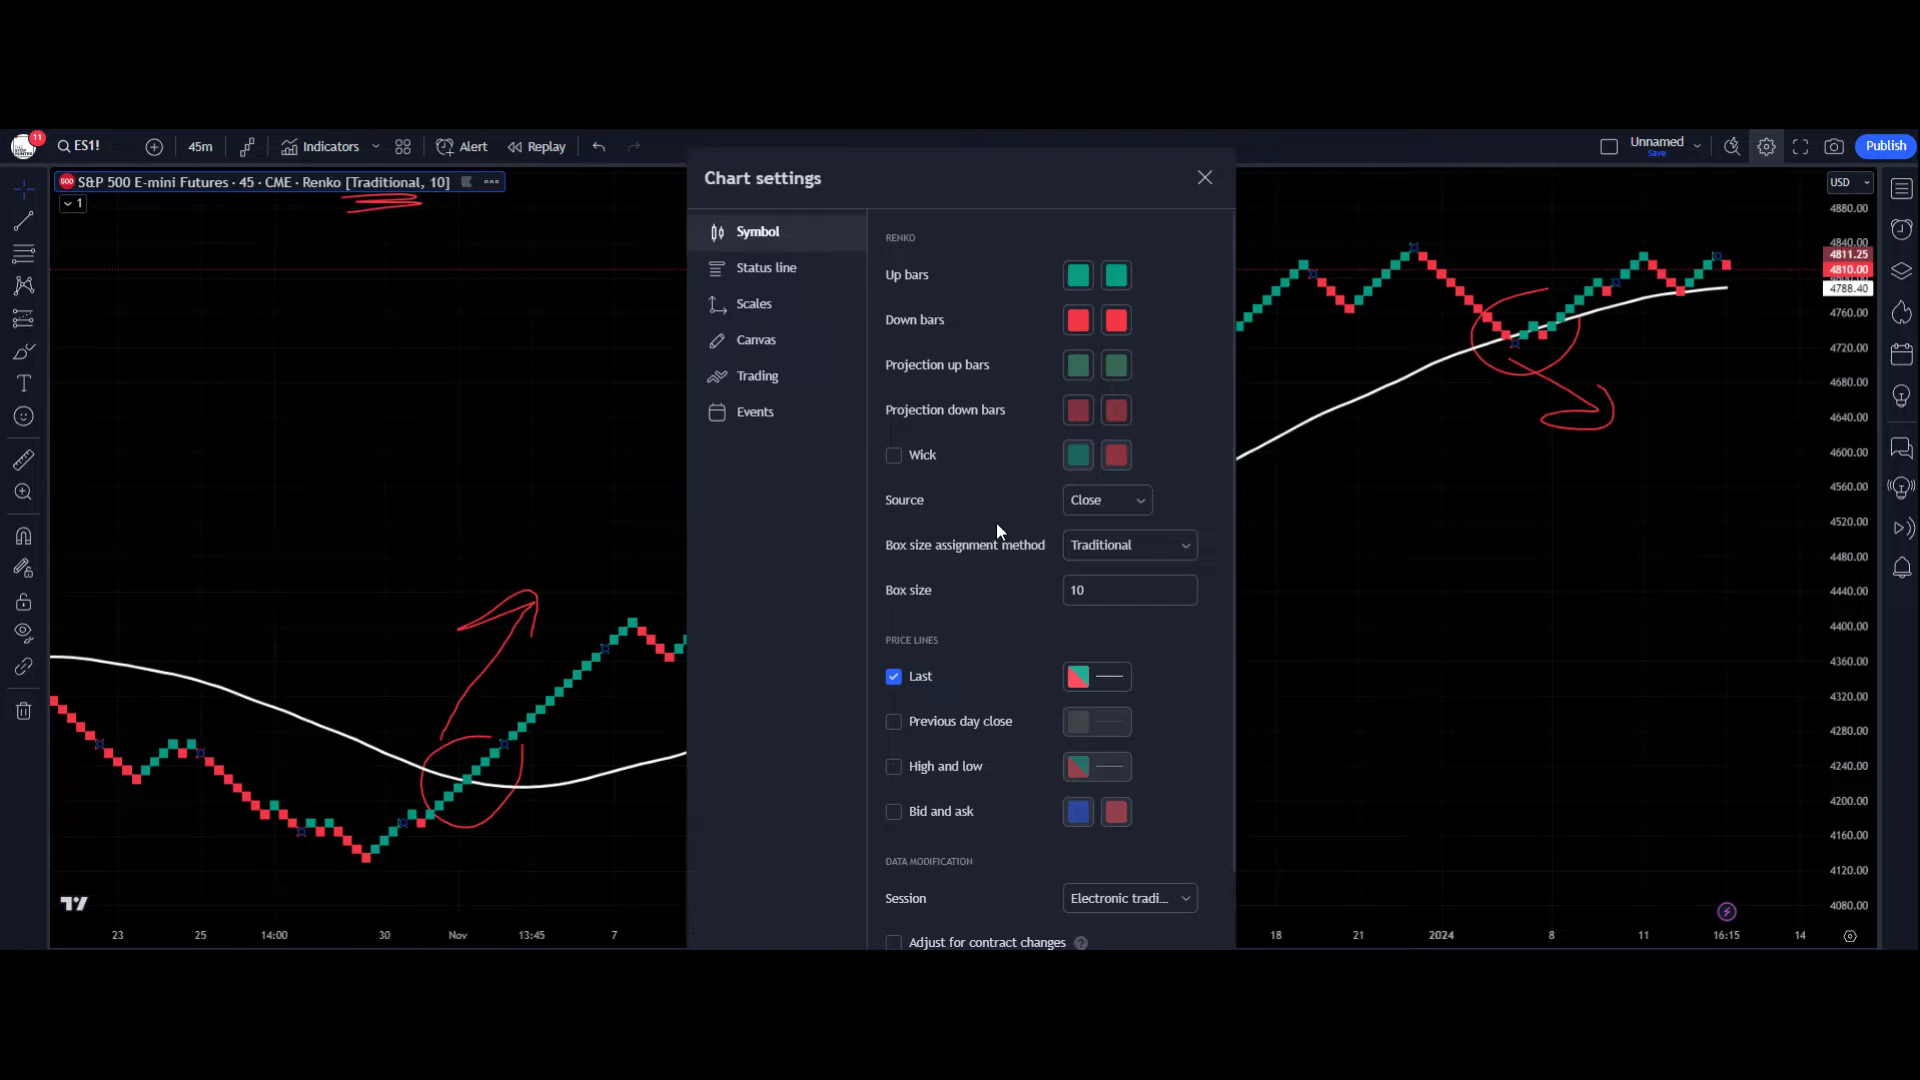 11
ES1!
45m
Indicators
Alert
Replay
Unnamed
Save
Publish
500
S&P 500 E-mini Futures · 45 · CME · Renko [Traditional, 10]
1
USD
Chart settings
Symbol
Status line
Scales
Canvas
Trading
Events
RENKO
Up bars
Down bars
Projection up bars
Projection down bars
Wick
Source
Close
Box size assignment method
Traditional
Box size
10
PRICE LINES
Last
Previous day close
High and low
Bid and ask
DATA MODIFICATION
Session
Electronic tradi...
Adjust for contract changes
?
4880.00
4840.00
4811.25
4810.00
4788.40
4760.00
4720.00
4680.00
4640.00
4600.00
4560.00
4520.00
4480.00
4440.00
4400.00
4360.00
4320.00
4280.00
4240.00
4200.00
4160.00
4120.00
4080.00
23
25
14:00
30
Nov
13:45
7
18
21
2024
8
11
16:15
14